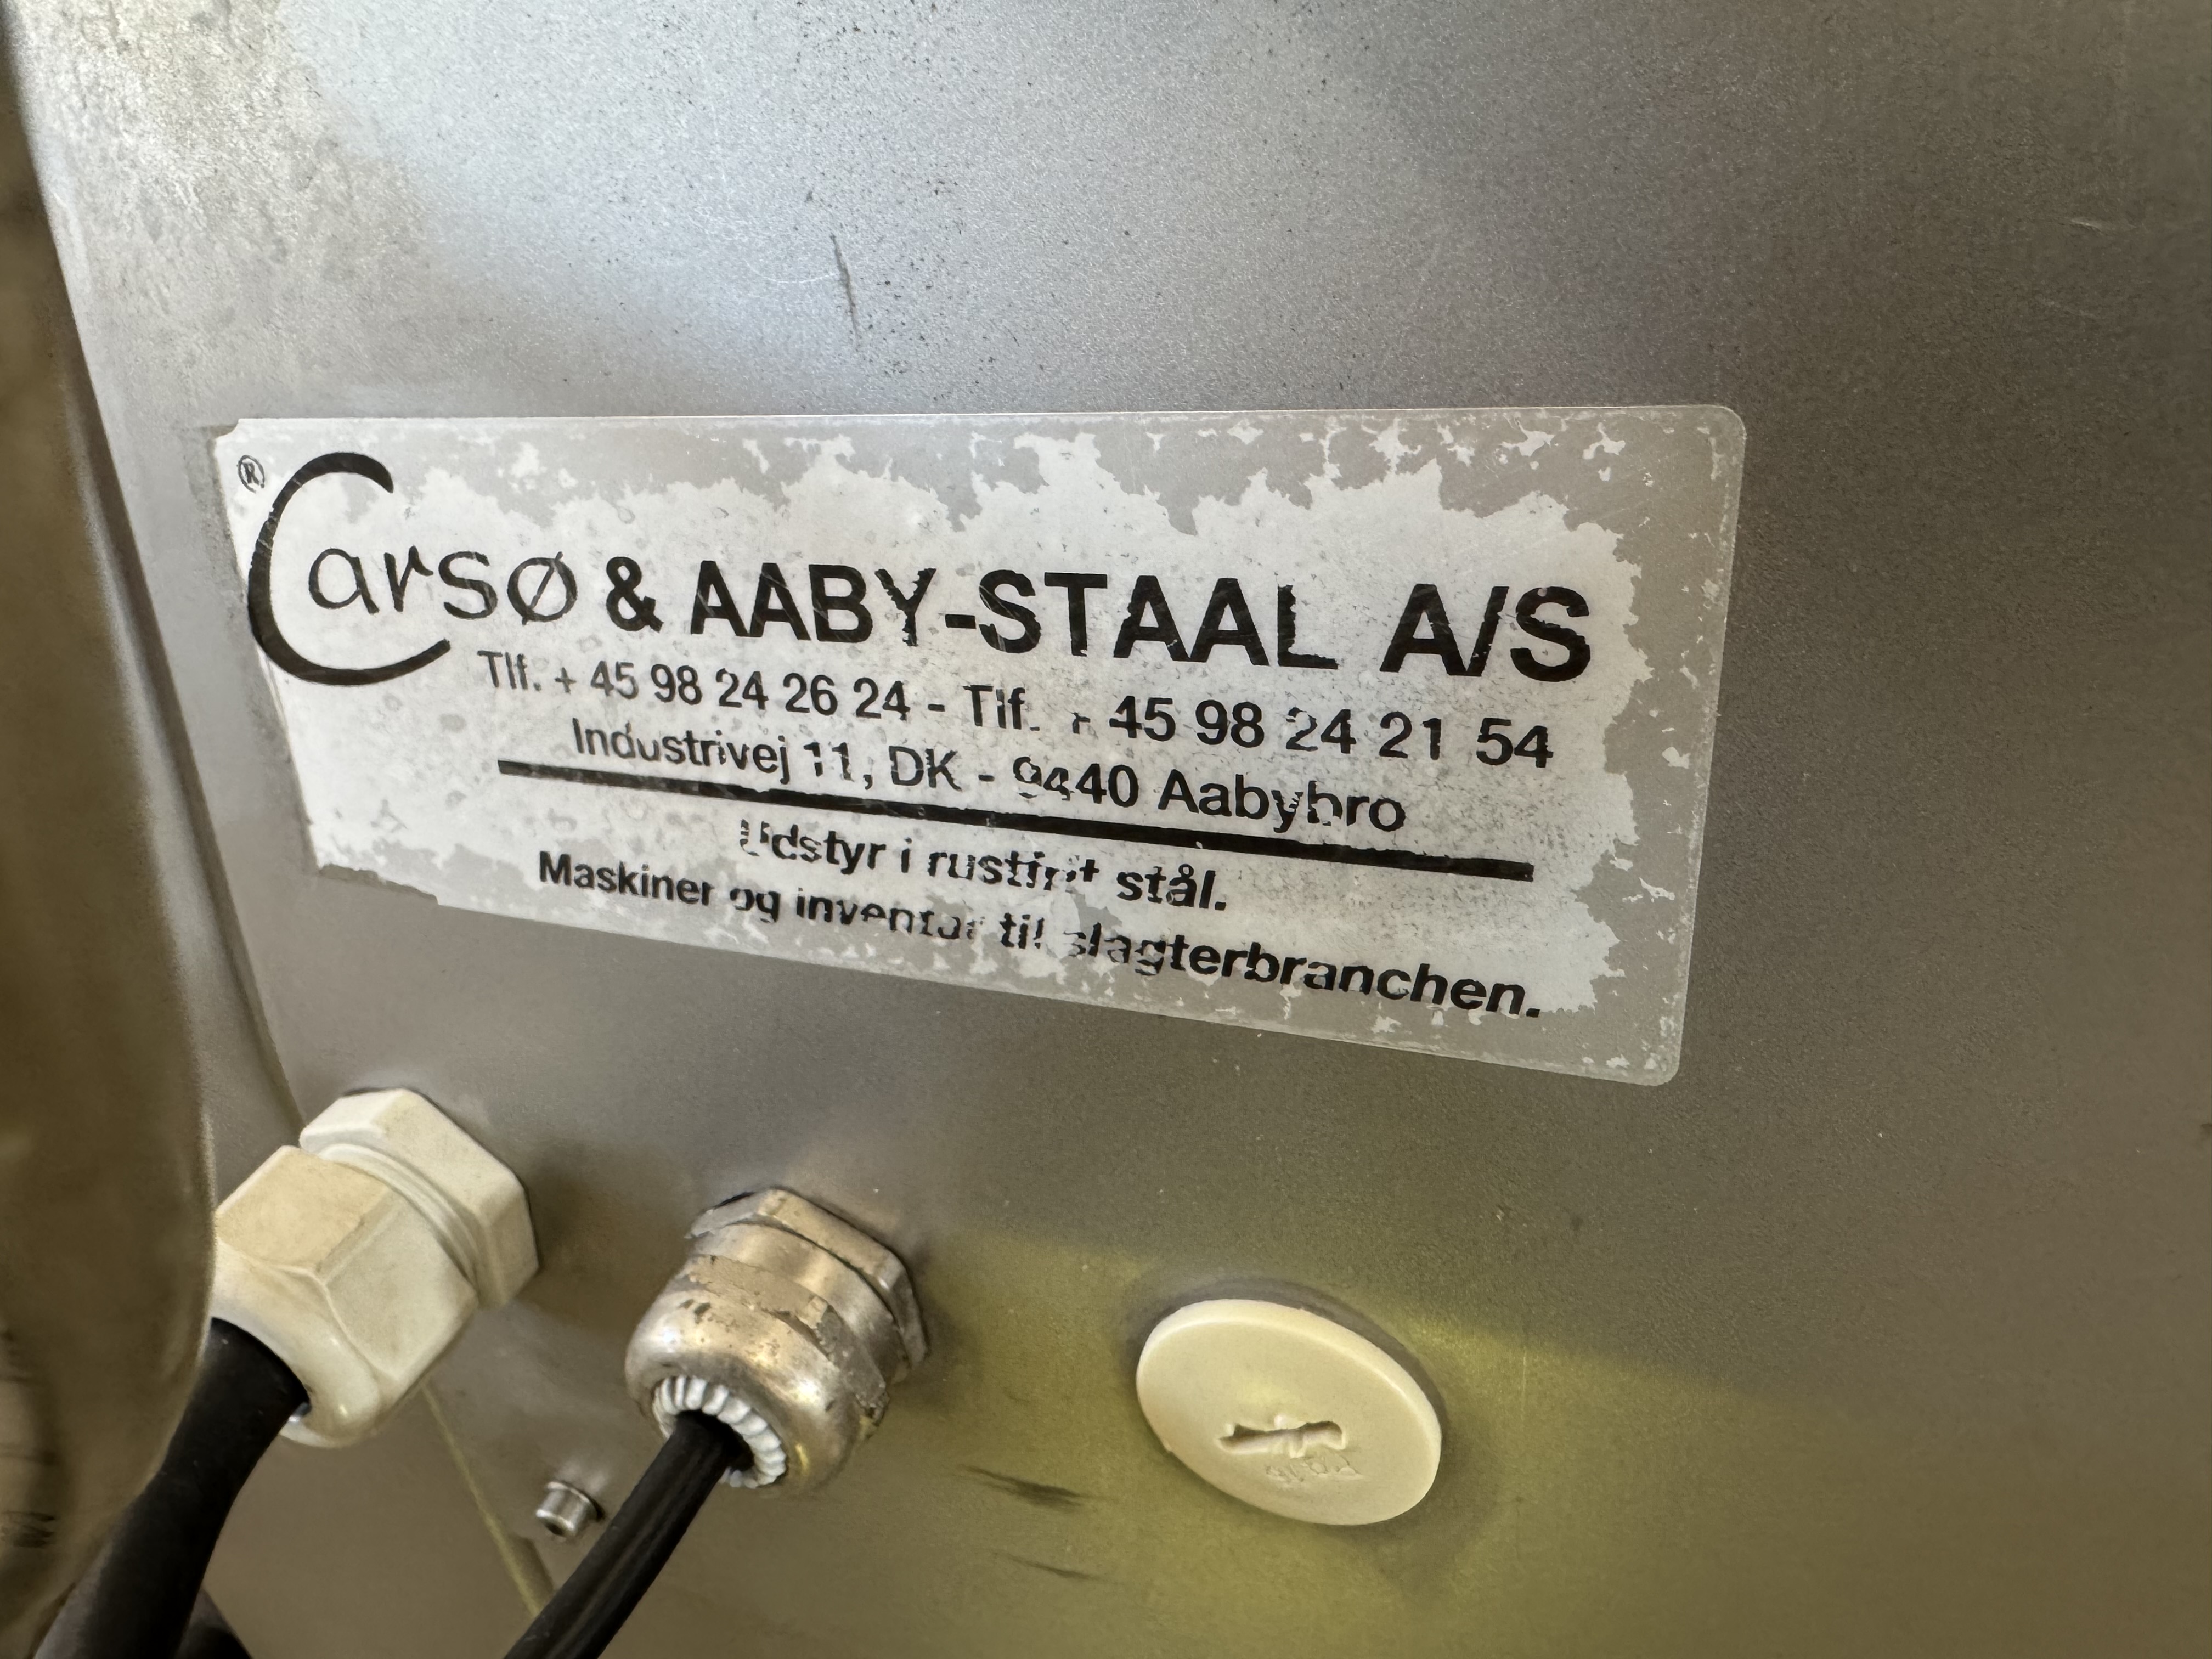 ® Carsø & AABY-STAAL A/S
Tlf. + 45 98 24 26 24 - Tlf. + 45 98 24 21 54
Industrivej 11, DK - 9440 Aabybro
Udstyr i rustfrit stål.
Maskiner og inventar til slagterbranchen.